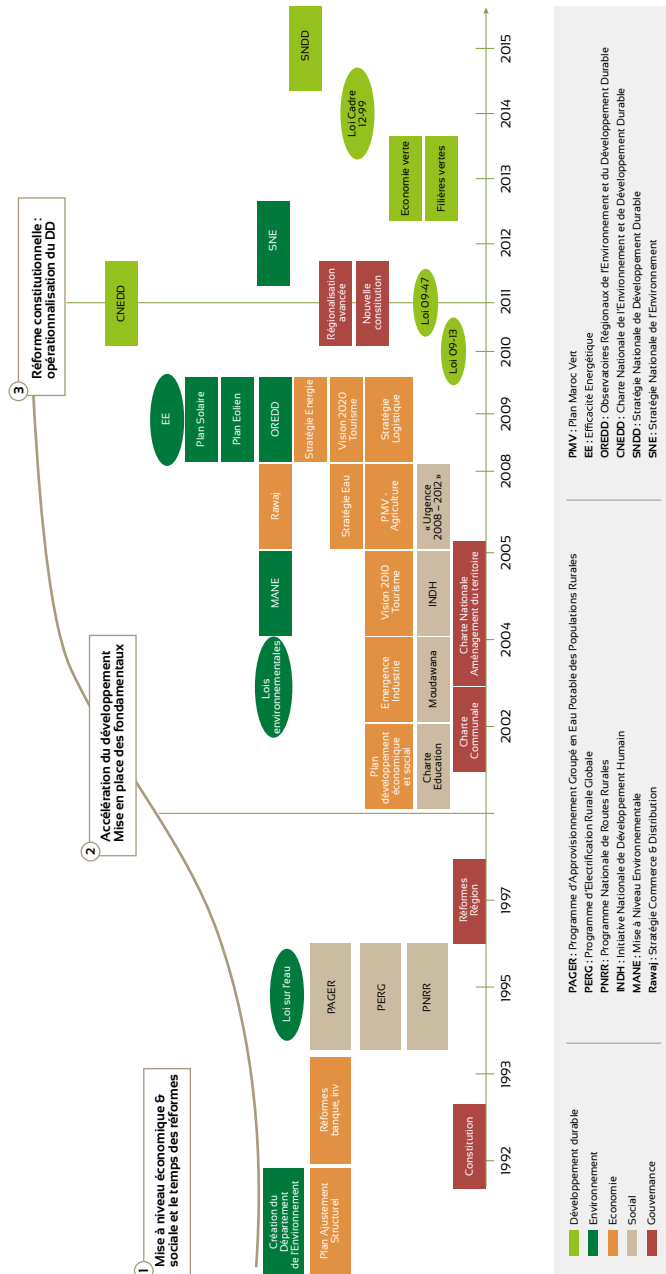 1
Mise à niveau économique &
sociale et le temps des réformes
2
Accélération du développement
Mise en place des fondamentaux
3
Réforme constitutionnelle :
opérationnalisation du DD
Création du
Département
de l'Environnement
Plan Ajustement
Structurel
Réformes
banque, inv
Constitution
Loi sur l'eau
PAGER
PERG
PNRR
Réformes
Région
Plan
développement
économique
et social
Charte
Education
Charte
Communale
Lois
environnementales
Emergence
Industrie
Moudawana
Charte Nationale
Aménagement du territoire
MANE
Vision 2010
Tourisme
INDH
Rawaj
Stratégie Eau
PMV -
Agriculture
« Urgence
2008 – 2012 »
EE
Plan Solaire
Plan Eolien
OREDD
Stratégie Energie
Vision 2020
Tourisme
Stratégie
Logistique
CNEDD
Régionalisation
avancée
Nouvelle
constitution
Loi 09-47
Loi 09-13
SNE
Economie verte
Filières vertes
Loi Cadre
12-99
SNDD
1992
1993
1995
1997
2002
2004
2005
2008
2009
2010
2011
2012
2013
2014
2015
Développement durable
Environnement
Economie
Social
Gouvernance
PAGER : Programme d'Approvisionnement Groupé en Eau Potable des Populations Rurales
PERG : Programme d'Electrification Rurale Globale
PNRR : Programme Nationale de Routes Rurales
INDH : Initiative Nationale de Développement Humain
MANE : Mise à Niveau Environnementale
Rawaj : Stratégie Commerce & Distribution
PMV : Plan Maroc Vert
EE : Efficacité Energétique
OREDD : Observatoires Régionaux de l'Environnement et du Développement Durable
CNEDD : Charte Nationale de l'Environnement et de Développement Durable
SNDD : Stratégie Nationale de Développement Durable
SNE : Stratégie Nationale de l'Environnement